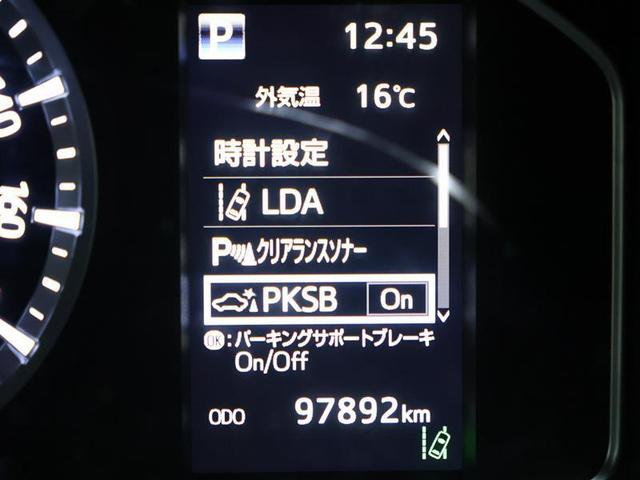 P 12:45
外気温 16℃
時計設定
LDA
P クリアランスソナー
PKSB On
OK:パーキングサポートブレーキ
On/Off
ODO 97892km
140
160